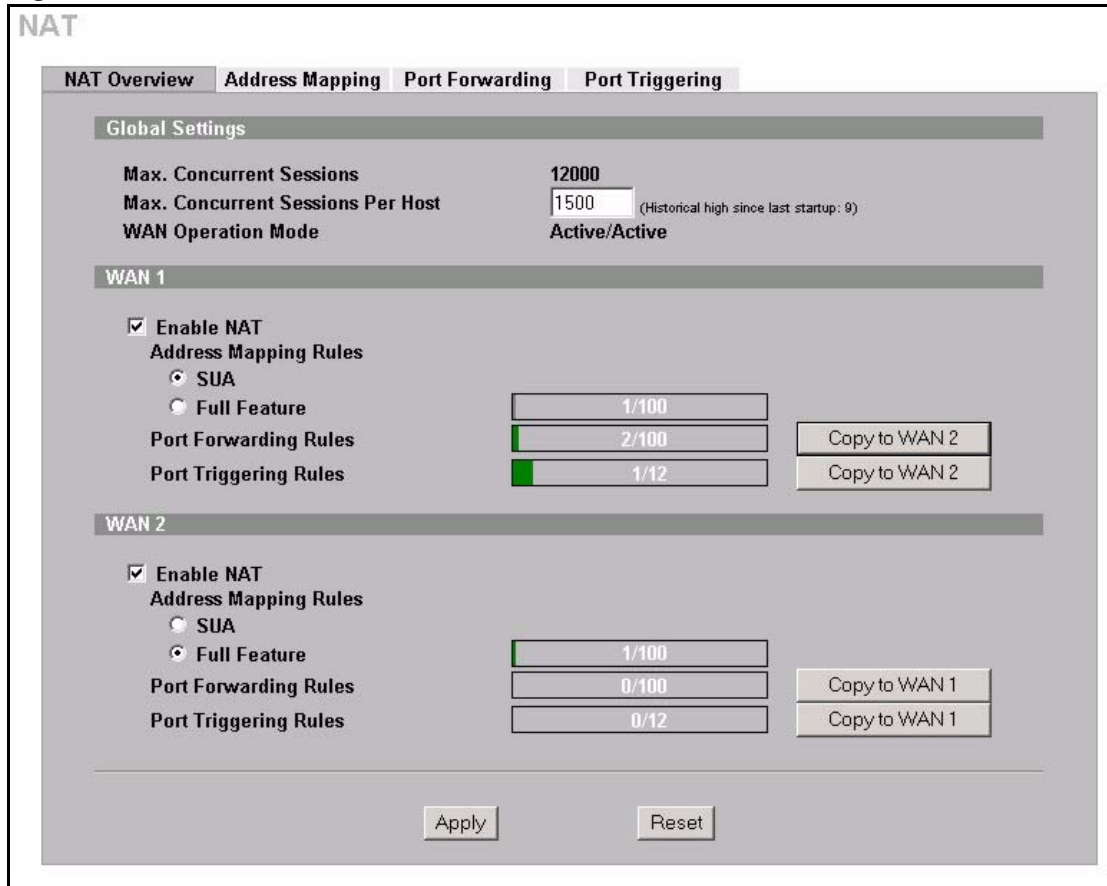 NAT
NAT Overview Address Mapping Port Forwarding Port Triggering
Global Settings
Max. Concurrent Sessions 12000
Max. Concurrent Sessions Per Host 1500 (Historical high since last startup: 9)
WAN Operation Mode Active/Active
WAN 1
Enable NAT
Address Mapping Rules
SUA
Full Feature 1/100
Port Forwarding Rules 2/100 Copy to WAN 2
Port Triggering Rules 1/12 Copy to WAN 2
WAN 2
Enable NAT
Address Mapping Rules
SUA
Full Feature 1/100
Port Forwarding Rules 0/100 Copy to WAN 1
Port Triggering Rules 0/12 Copy to WAN 1
Apply Reset